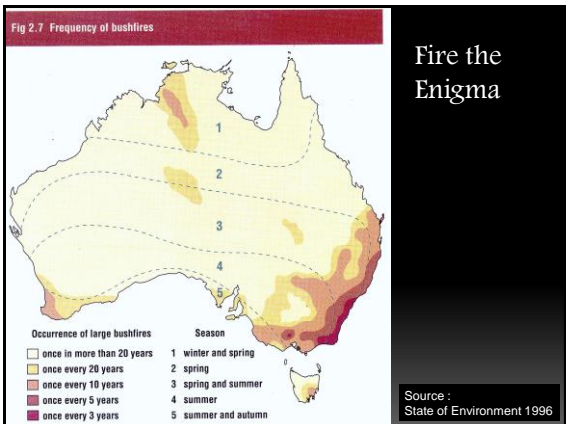 Fig 2.7 Frequency of bushfires
Fire the
Enigma
1
2
3
4
5
Occurrence of large bushfires
once in more than 20 years
once every 20 years
once every 10 years
once every 5 years
once every 3 years
Season
1 winter and spring
2 spring
3 spring and summer
4 summer
5 summer and autumn
Source :
State of Environment 1996